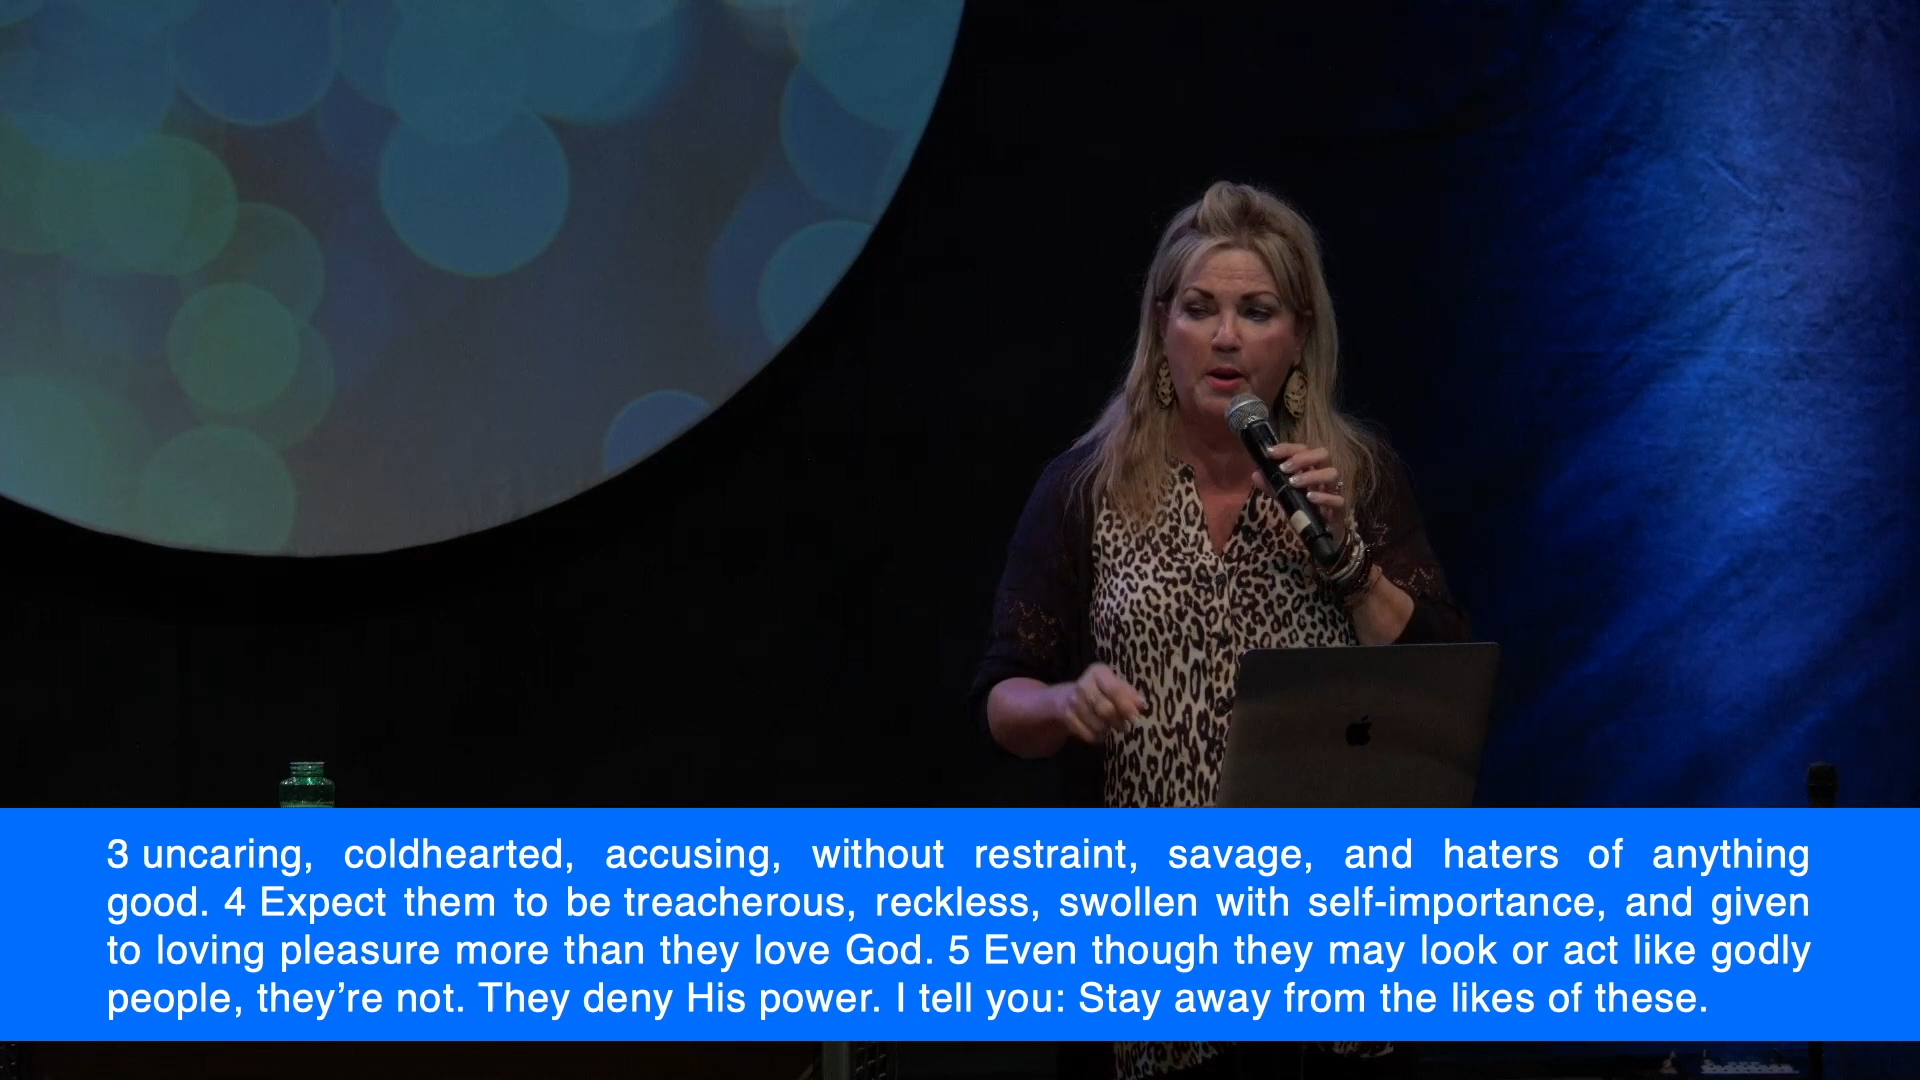 3 uncaring, coldhearted, accusing, without restraint, savage, and haters of anything
good. 4 Expect them to be treacherous, reckless, swollen with self-importance, and given
to loving pleasure more than they love God. 5 Even though they may look or act like godly
people, they’re not. They deny His power. I tell you: Stay away from the likes of these.